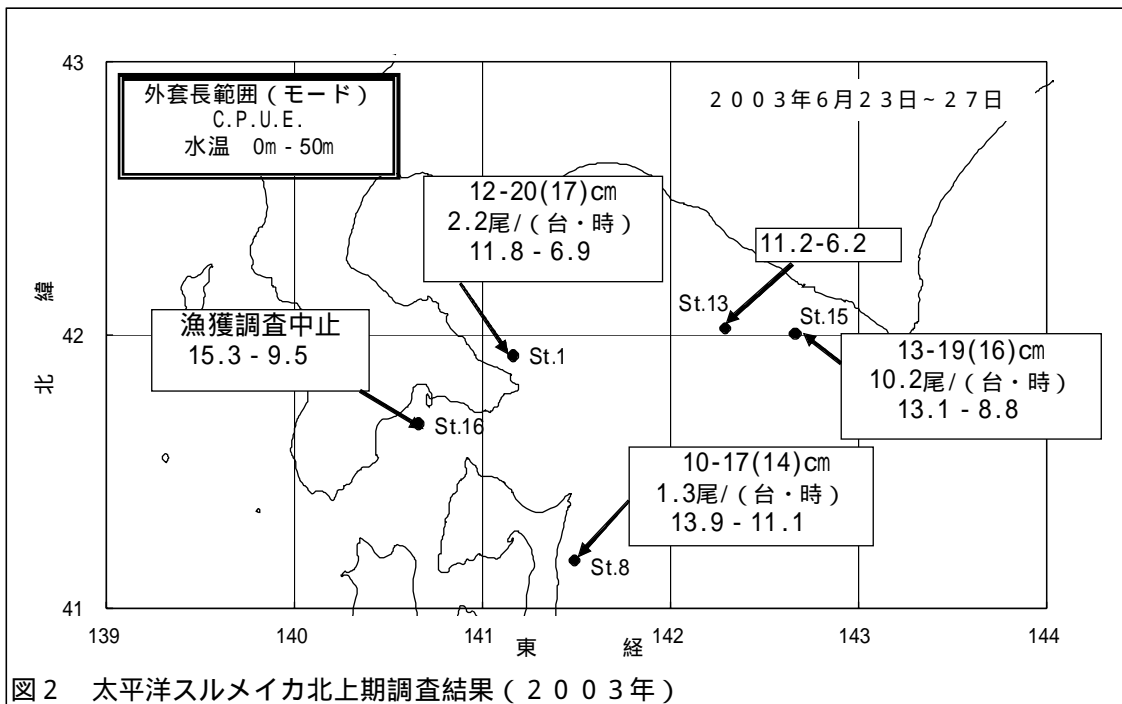 43
外套長範囲(モード)
C.P.U.E.
水温 0m - 50m
2003年6月23日~27日
12-20(17)cm
2.2尾/(台・時)
11.8 - 6.9
11.2-6.2
St.13
St.15
北緯
42
漁獲調査中止
15.3 - 9.5
St.1
13-19(16)cm
10.2尾/(台・時)
13.1 - 8.8
St.16
10-17(14)cm
1.3尾/(台・時)
13.9 - 11.1
St.8
41
139 140 141 142 143 144
東経
図2 太平洋スルメイカ北上期調査結果(2003年)